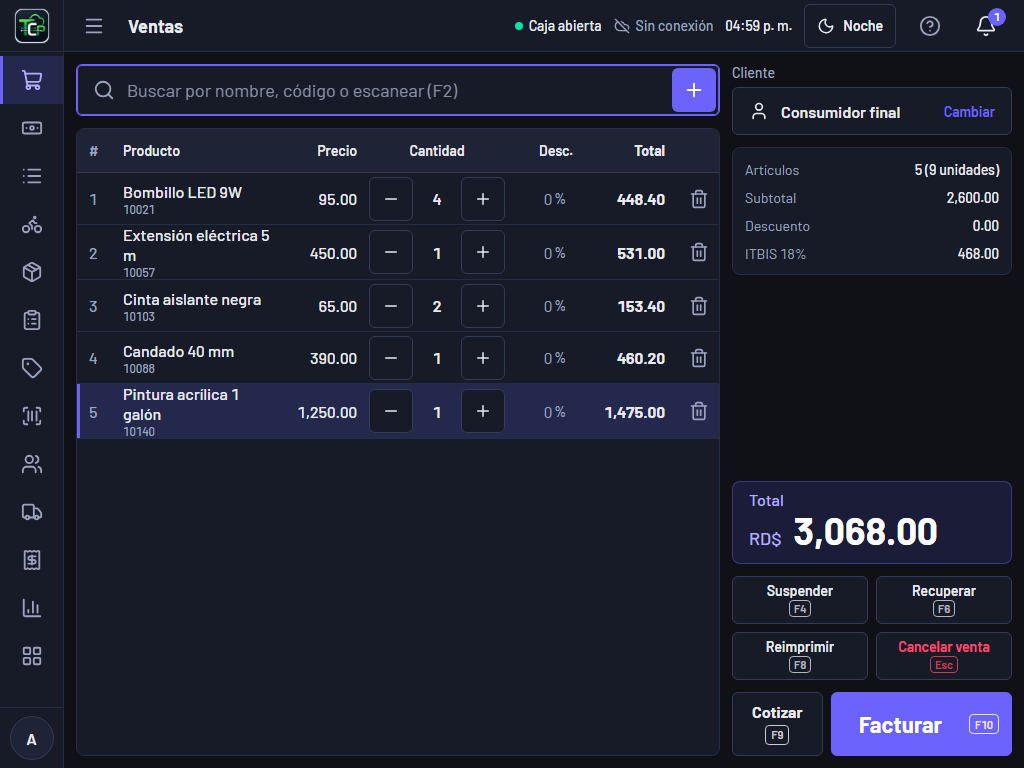 TCP
Ventas
Caja abierta
Sin conexión
04:59 p. m.
Noche
1
Buscar por nombre, código o escanear (F2)
Cliente
Consumidor final
Cambiar
# Producto Precio Cantidad Desc. Total
1 Bombillo LED 9W 95.00 4 0 % 448.40
10021
2 Extensión eléctrica 5 m 450.00 1 0 % 531.00
10057
3 Cinta aislante negra 65.00 2 0 % 153.40
10103
4 Candado 40 mm 390.00 1 0 % 460.20
10088
5 Pintura acrílica 1 galón 1,250.00 1 0 % 1,475.00
10140
Artículos 5 (9 unidades)
Subtotal 2,600.00
Descuento 0.00
ITBIS 18% 468.00
Total
RD$ 3,068.00
Suspender
F4
Recuperar
F6
Reimprimir
F8
Cancelar venta
Esc
Cotizar
F9
Facturar F10
A